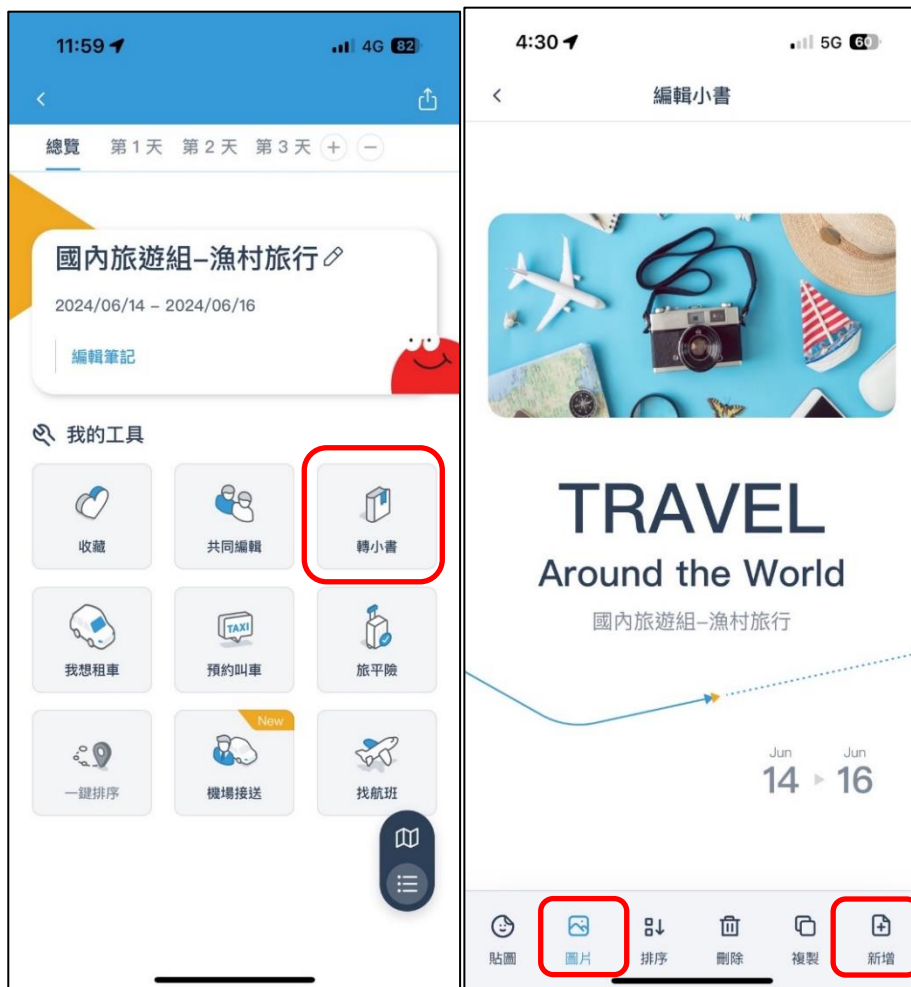 11:59
4G 82
總覽 第1天 第2天 第3天
國內旅遊組-漁村旅行
2024/06/14 - 2024/06/16
編輯筆記
我的工具
收藏 共同編輯 轉小書
TAXI
我想租車 預約叫車 旅平險
New
一鍵排序 機場接送 找航班
4:30
5G 60
編輯小書
TRAVEL
Around the World
國內旅遊組-漁村旅行
Jun Jun
14 16
貼圖 圖片 排序 刪除 複製 新增